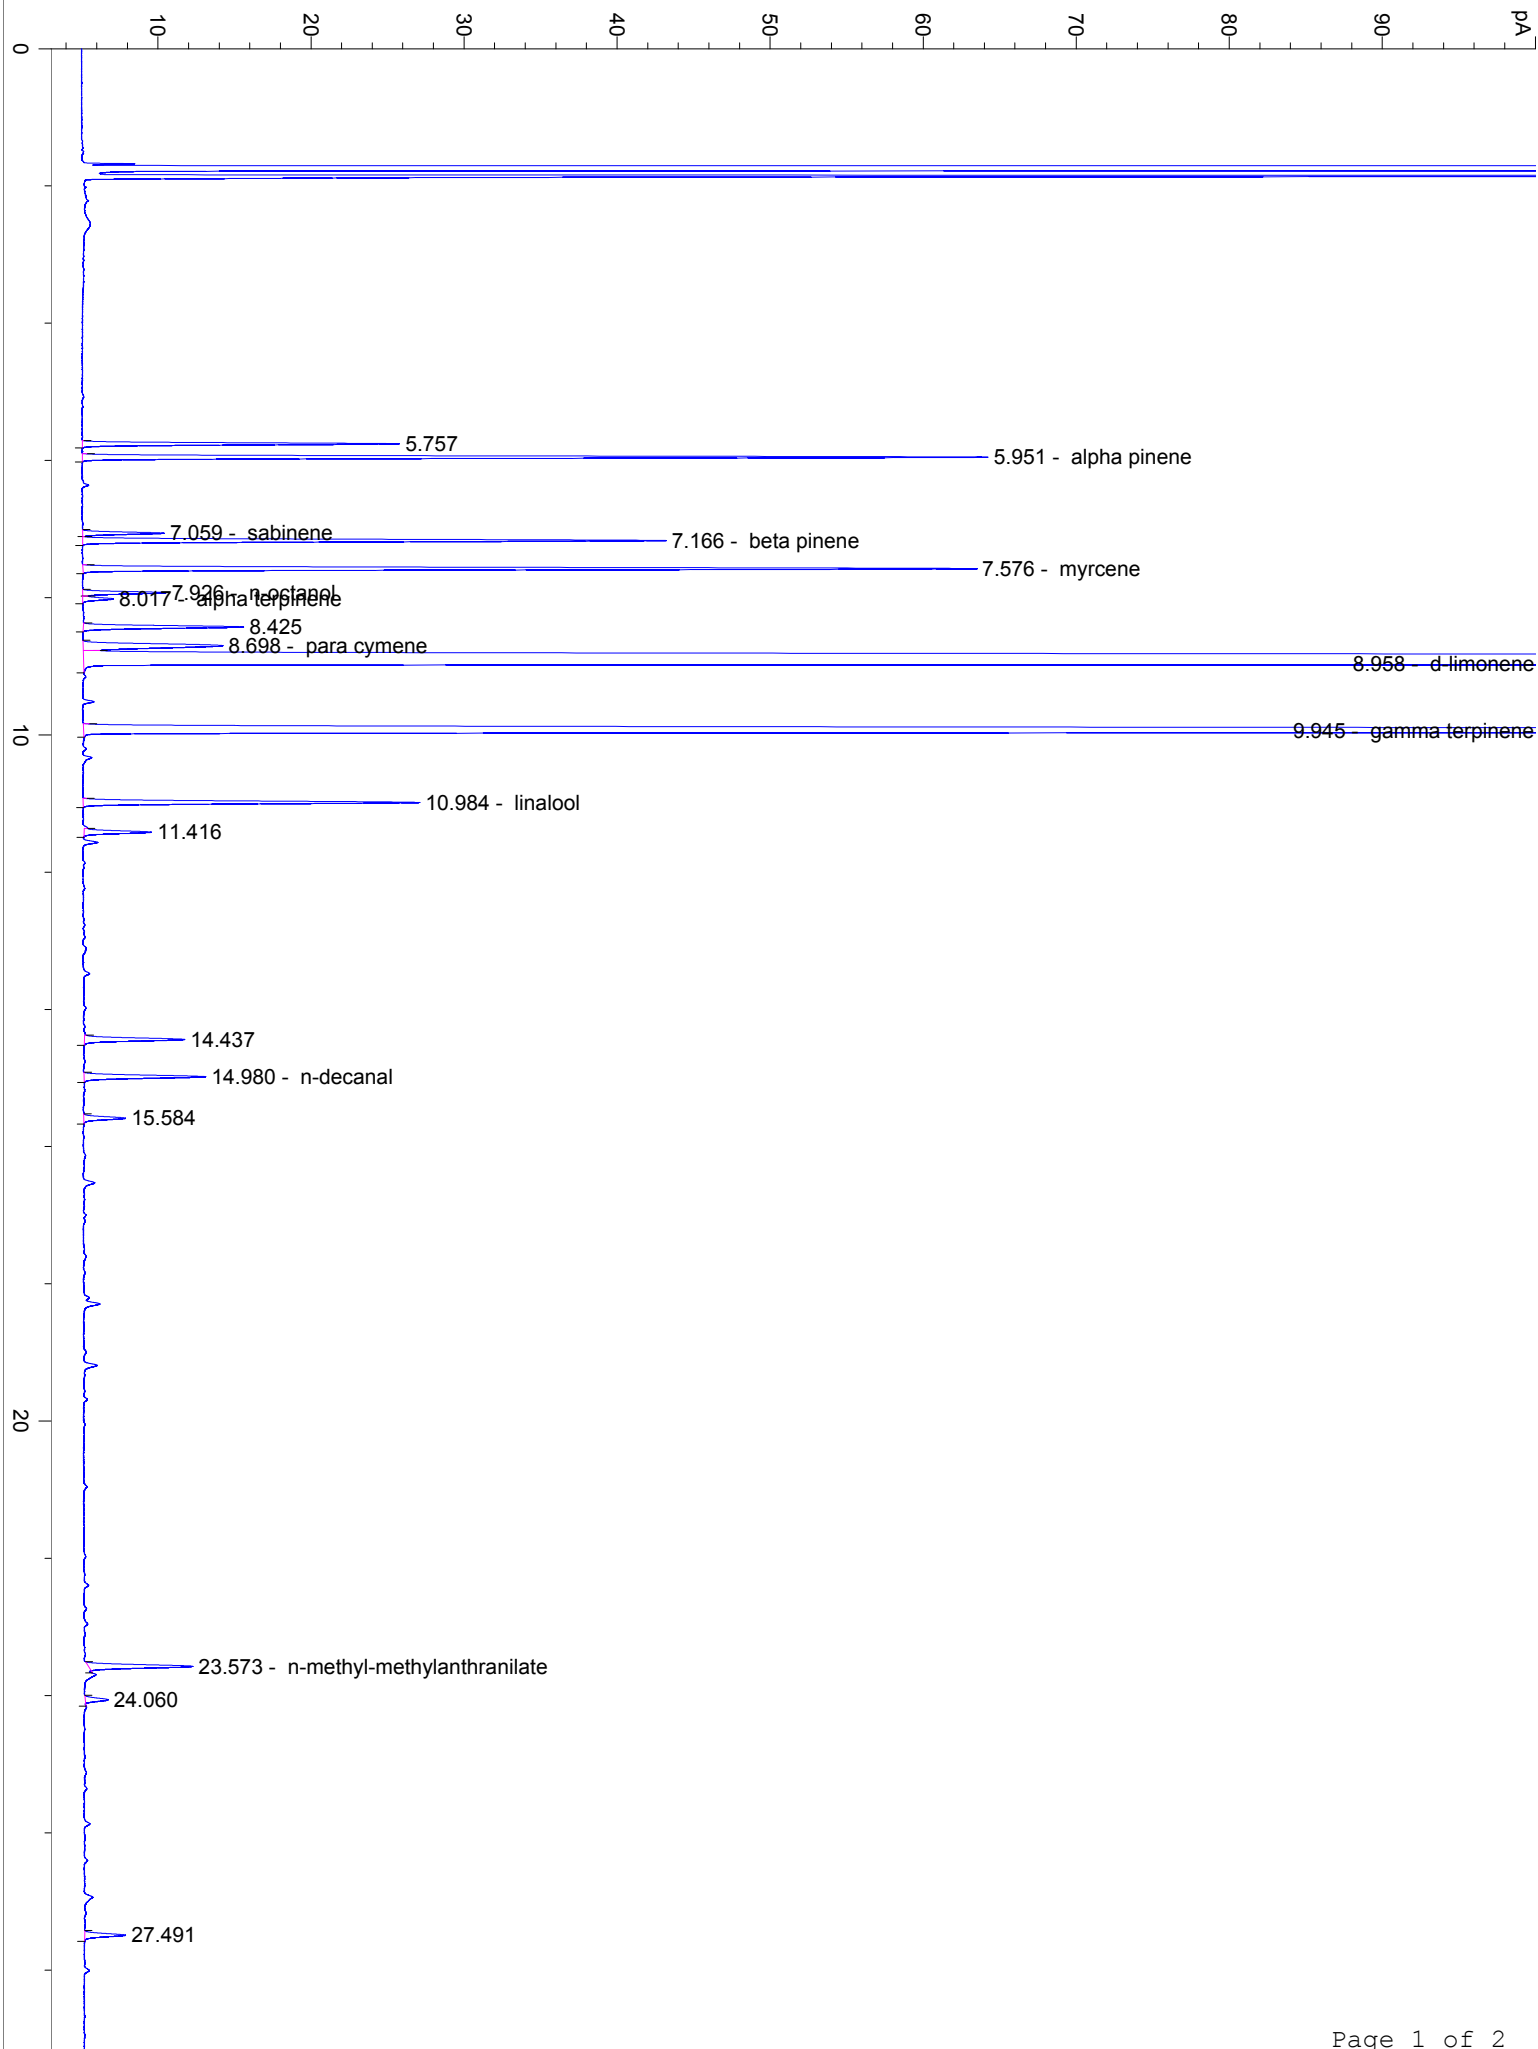 pA
10
20
30
40
50
60
70
80
90
0
5.757
5.951 - alpha pinene
7.059 - sabinene
7.166 - beta pinene
7.576 - myrcene
7.926 - n-octanol
8.017 - alpha terpinene
8.425
8.698 - para cymene
8.958 - d-limonene
9.945 - gamma terpinene
10
10.984 - linalool
11.416
14.437
14.980 - n-decanal
15.584
20
23.573 - n-methyl-methylanthranilate
24.060
27.491
Page 1 of 2